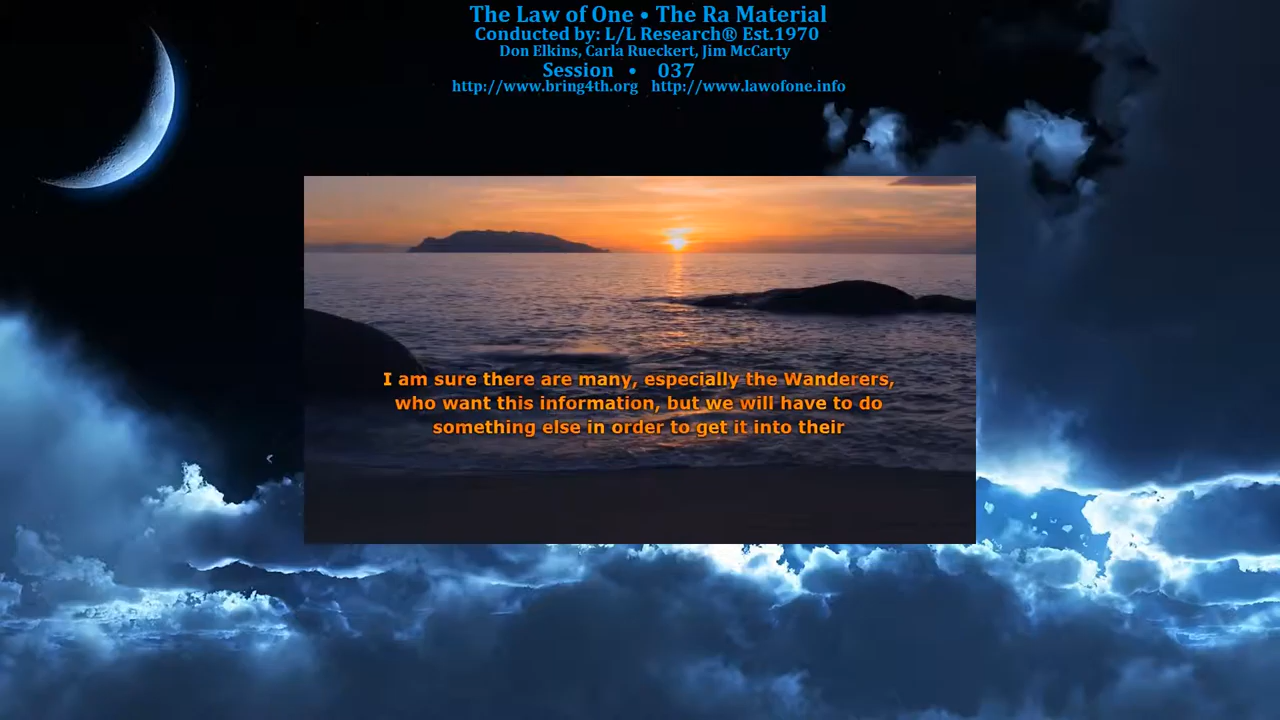 The Law of One • The Ra Material
Conducted by: L/L Research® Est.1970
Don Elkins, Carla Rueckert, Jim McCarty
Session • 037
http://www.bring4th.org http://www.lawofone.info
I am sure there are many, especially the Wanderers,
who want this information, but we will have to do
something else in order to get it into their